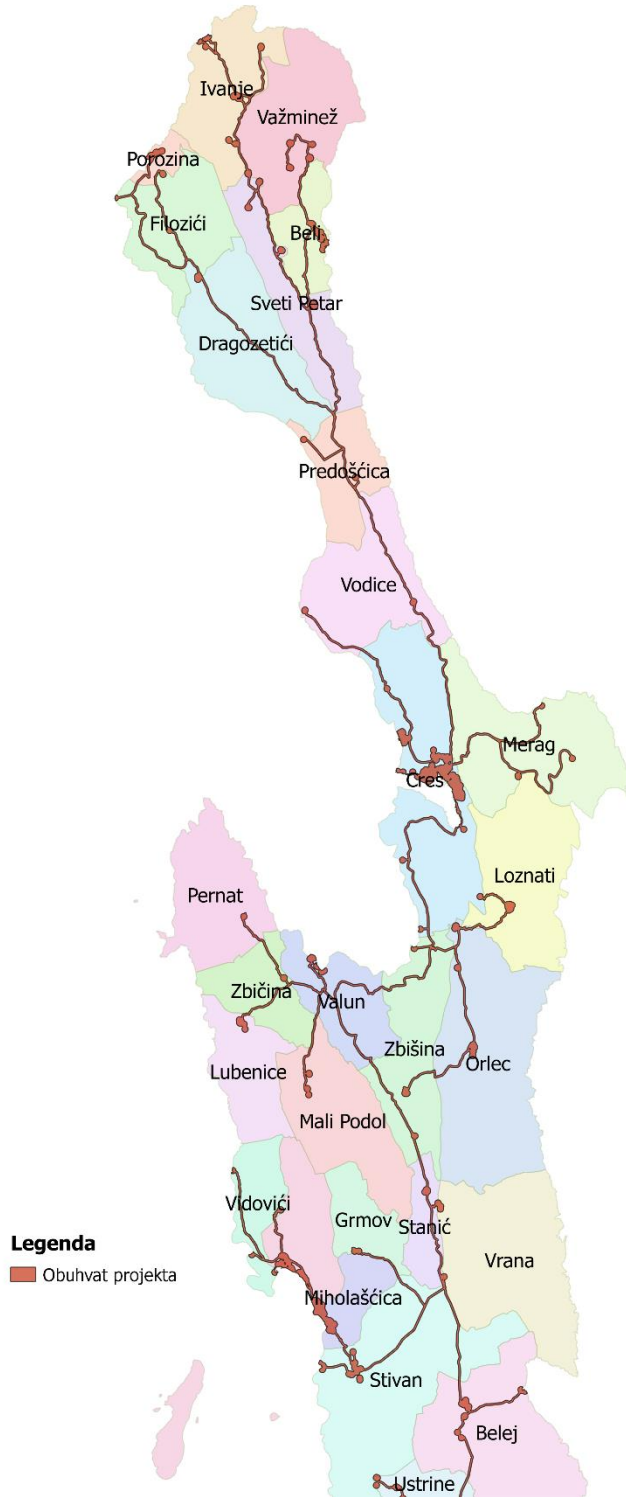 Ivanje
Važminež
Porozina
Filozići
Beli
Sveti Petar
Dragozetići
Predošćica
Vodice
Merag
Cres
Loznati
Pernat
Zbičina
Valun
Zbišina
Orlec
Lubenice
Mali Podol
Vidovići
Grmov
Stanić
Legenda
Obuhvat projekta
Vrana
Miholašćica
Stivan
Belej
Ustrine